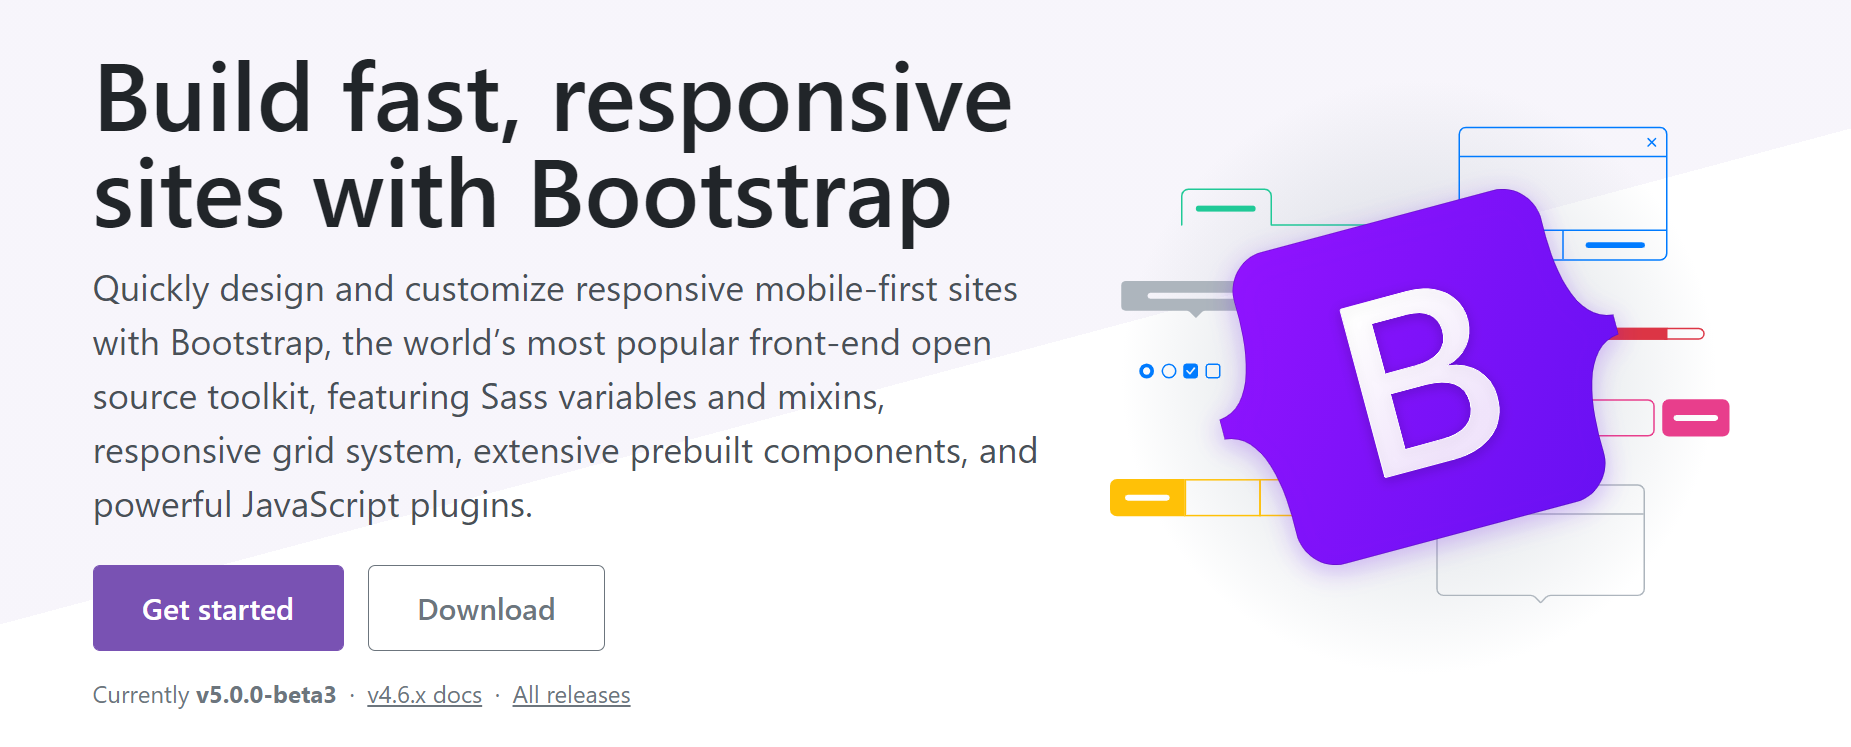 Build fast, responsive
sites with Bootstrap
Quickly design and customize responsive mobile-first sites
with Bootstrap, the world’s most popular front-end open
source toolkit, featuring Sass variables and mixins,
responsive grid system, extensive prebuilt components, and
powerful JavaScript plugins.
Get started
Download
Currently v5.0.0-beta3 · v4.6.x docs · All releases
B